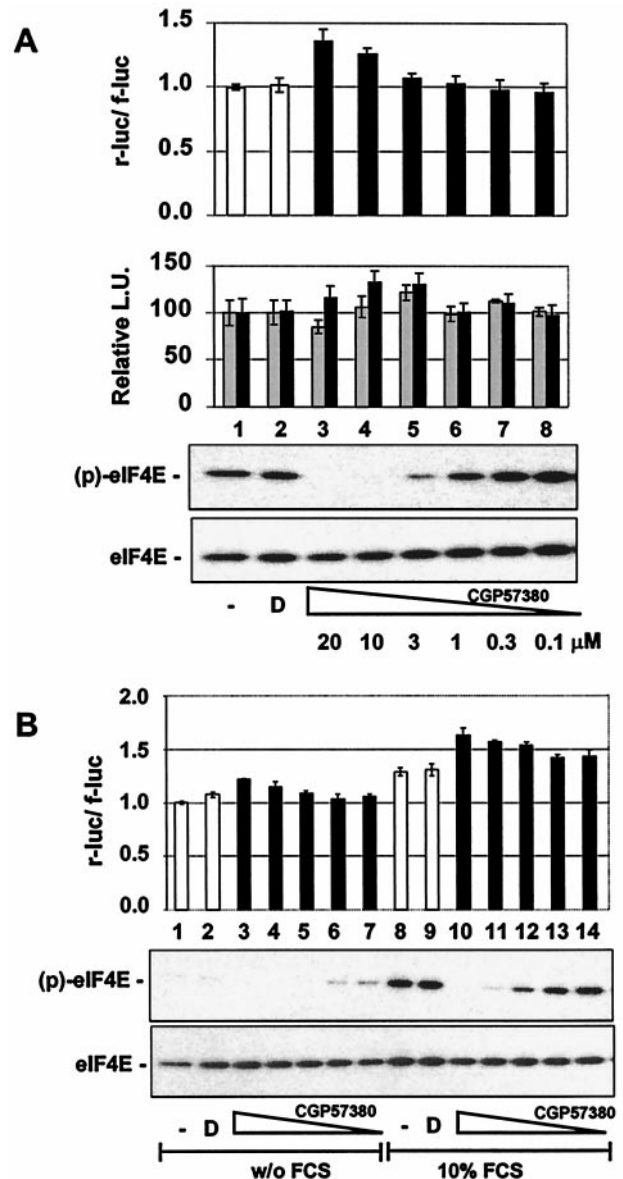 A
r-luc/ f-luc
1.5
1.0
0.5
0.0
Relative L.U.
150
100
50
0
1 2 3 4 5 6 7 8
(p)-eIF4E -
eIF4E -
- D CGP57380
20 10 3 1 0.3 0.1 µM
B
r-luc/ f-luc
2.0
1.5
1.0
0.5
0.0
1 2 3 4 5 6 7 8 9 10 11 12 13 14
(p)-eIF4E -
eIF4E -
- D CGP57380 - D CGP57380
w/o FCS 10% FCS